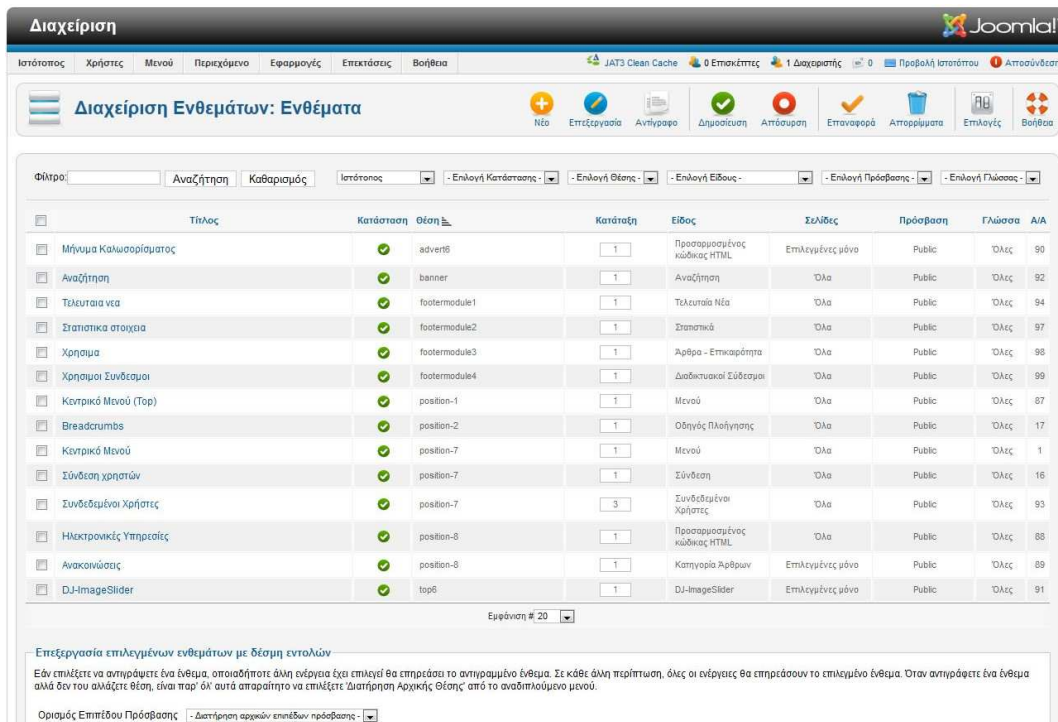 Διαχείριση
Joomla!
Ιστότοπος Χρήστες Μενού Περιεχόμενο Εφαρμογές Επεκτάσεις Βοήθεια JAT3 Clean Cache 0 Επισκέπτες 1 Διαχειριστής 0 Προβολή Ιστοτόπου Αποσύνδεση
Διαχείριση Ενθεμάτων: Ενθέματα
Νέο Επεξεργασία Αντίγραφο Δημοσίευση Απόσυρση Επαναφορά Απορρίμματα Επιλογές Βοήθεια
Φίλτρο: Αναζήτηση Καθαρισμός Ιστότοπος - Επιλογή Κατάστασης - - Επιλογή Θέσης - - Επιλογή Είδους - - Επιλογή Πρόσβασης - - Επιλογή Γλώσσας -
Τίτλος Κατάσταση Θέση Κατάταξη Είδος Σελίδες Πρόσβαση Γλώσσα Α/Α
Μήνυμα Καλωσορίσματος advert6 1 Προσαρμοσμένος κώδικας HTML Επιλεγμένες μόνο Public Όλες 90
Αναζήτηση banner 1 Αναζήτηση Όλα Public Όλες 92
Τελευταια νεα footermodule1 1 Τελευταία Νέα Όλα Public Όλες 94
Στατιστικα στοιχεια footermodule2 1 Στατιστικά Όλα Public Όλες 97
Χρησιμα footermodule3 1 Άρθρα - Επικαιρότητα Όλα Public Όλες 98
Χρησιμοι Συνδεσμοι footermodule4 1 Διαδικτυακοί Σύδεσμοι Όλα Public Όλες 99
Κεντρικό Μενού (Top) position-1 1 Μενού Όλα Public Όλες 87
Breadcrumbs position-2 1 Οδηγός Πλοήγησης Όλα Public Όλες 17
Κεντρικό Μενού position-7 1 Μενού Όλα Public Όλες 1
Σύνδεση χρηστών position-7 1 Σύνδεση Όλα Public Όλες 16
Συνδεδεμένοι Χρήστες position-7 3 Συνδεδεμένοι Χρήστες Όλα Public Όλες 93
Ηλεκτρονικές Υπηρεσίες position-8 1 Προσαρμοσμένος κώδικας HTML Όλα Public Όλες 88
Ανακοινώσεις position-8 1 Κατηγορία Άρθρων Επιλεγμένες μόνο Public Όλες 89
DJ-ImageSlider top6 1 DJ-ImageSlider Επιλεγμένες μόνο Public Όλες 91
Εμφάνιση # 20
Επεξεργασία επιλεγμένων ενθεμάτων με δέσμη εντολών
Εάν επιλέξετε να αντιγράψετε ένα ένθεμα, οποιαδήποτε άλλη ενέργεια έχει επιλεγεί θα επηρεάσει το αντιγραμμένο ένθεμα. Σε κάθε άλλη περίπτωση, όλες οι ενέργειες θα επηρεάσουν το επιλεγμένο ένθεμα. Όταν αντιγράφετε ένα ένθεμα
αλλά δεν του αλλάζετε θέση, είναι παρ' όλ' αυτά απαραίτητο να επιλέξετε 'Διατήρηση Αρχικής Θέσης' από το αναδιπλούμενο μενού.
Ορισμός Επιπέδου Πρόσβασης - Διατήρηση αρχικών επιπέδων πρόσβασης -